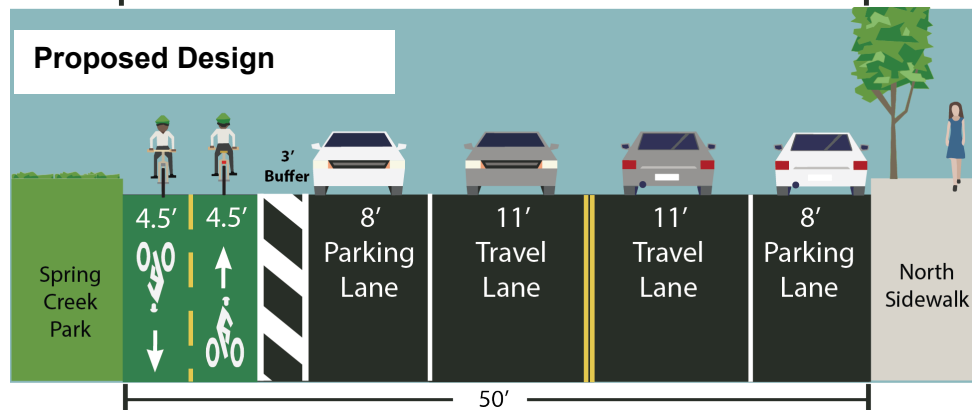 Proposed Design
3’
Buffer
4.5’
4.5’
8’
Parking
Lane
11’
Travel
Lane
11’
Travel
Lane
8’
Parking
Lane
Spring
Creek
Park
North
Sidewalk
50’